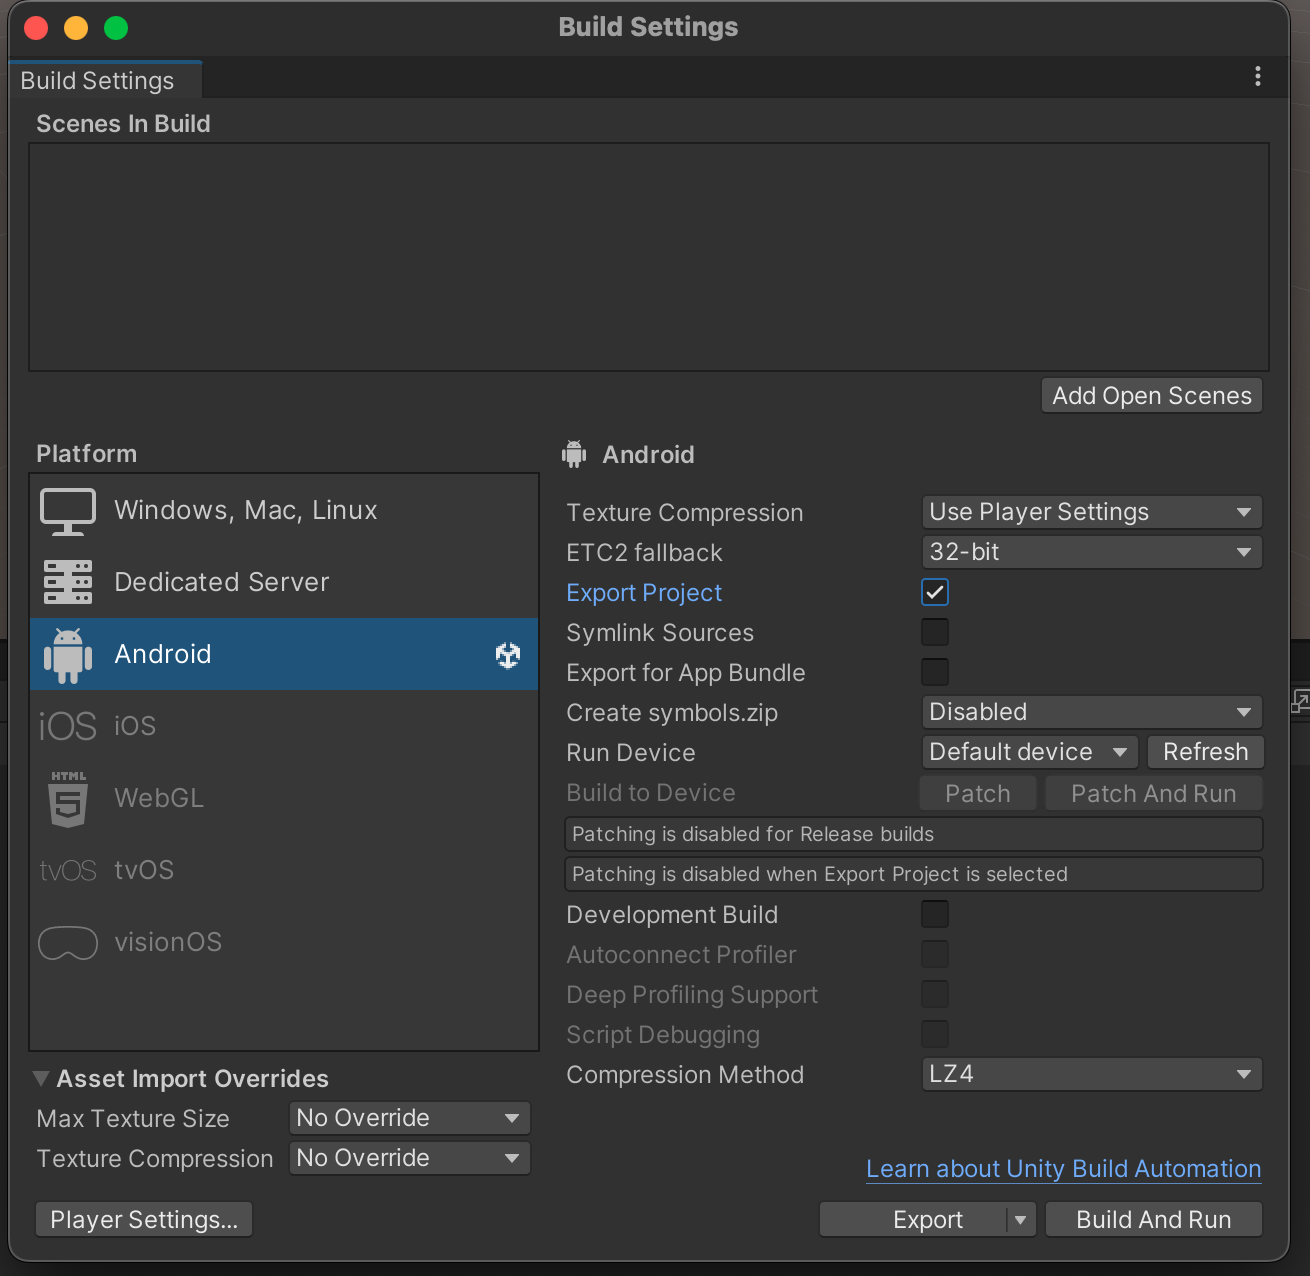 Build Settings
Build Settings
Scenes In Build
Add Open Scenes
Platform
Windows, Mac, Linux
Dedicated Server
Android
iOS iOS
HTML 5 WebGL
tvOS tvOS
visionOS
Asset Import Overrides
Max Texture Size No Override
Texture Compression No Override
Player Settings...
Android
Texture Compression Use Player Settings
ETC2 fallback 32-bit
Export Project
Symlink Sources
Export for App Bundle
Create symbols.zip Disabled
Run Device Default device Refresh
Build to Device Patch Patch And Run
Patching is disabled for Release builds
Patching is disabled when Export Project is selected
Development Build
Autoconnect Profiler
Deep Profiling Support
Script Debugging
Compression Method LZ4
Learn about Unity Build Automation
Export Build And Run